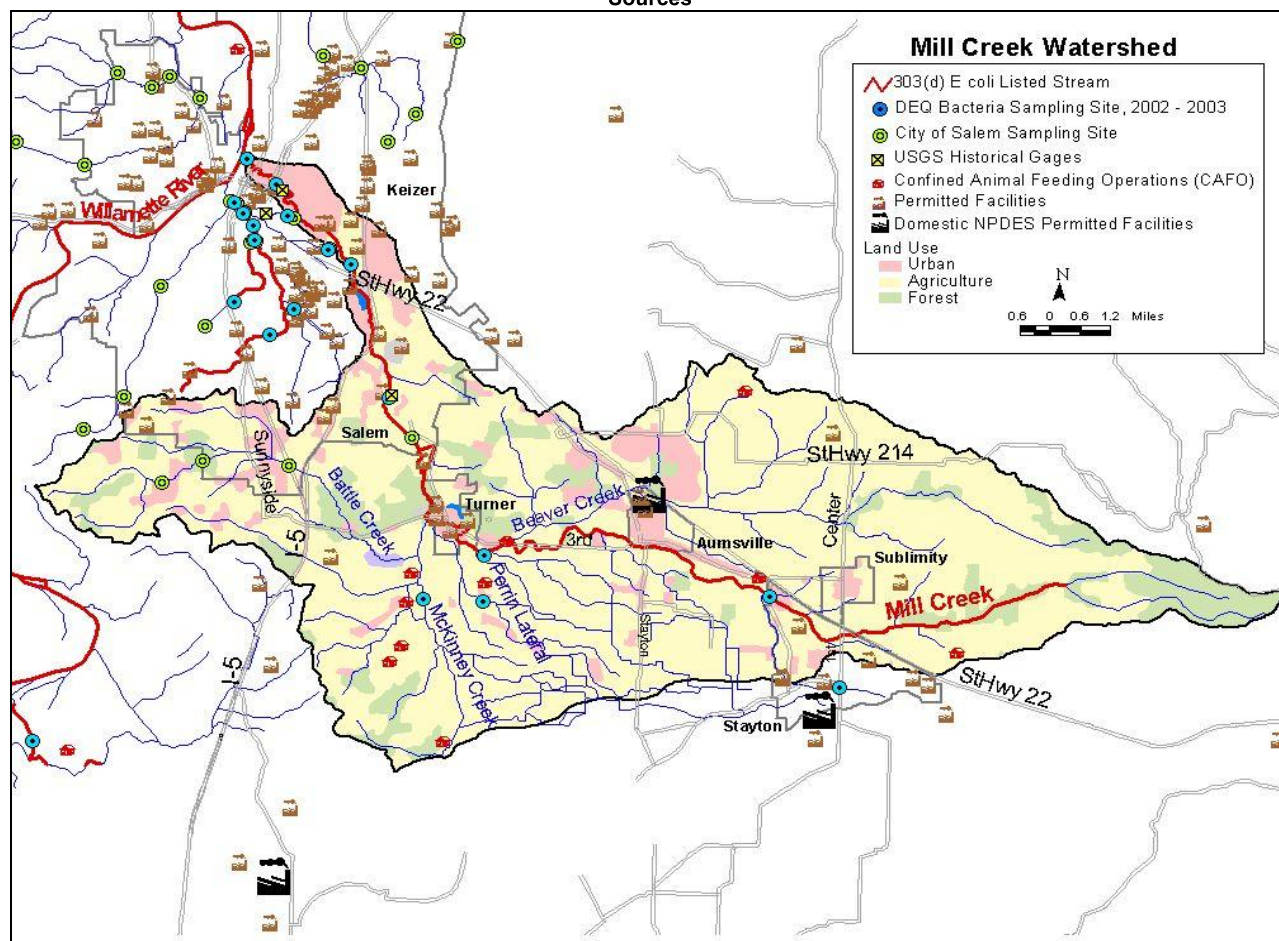 Sources
Mill Creek Watershed
303(d) E coli Listed Stream
DEQ Bacteria Sampling Site, 2002 - 2003
City of Salem Sampling Site
USGS Historical Gages
Confined Animal Feeding Operations (CAFO)
Permitted Facilities
Domestic NPDES Permitted Facilities
Land Use
Urban
Agriculture
Forest
N
0.6 0 0.6 1.2 Miles
Keizer
Willamette River
StHwy 22
Salem
Sunnyside
StHwy 214
Battle Creek
Turner
Beaver Creek
Center
I-5
3rd
Aumsville
Sublimity
Perrin Lateral
Mill Creek
McKinney Creek
Stayton
1st
I-5
StHwy 22
Stayton